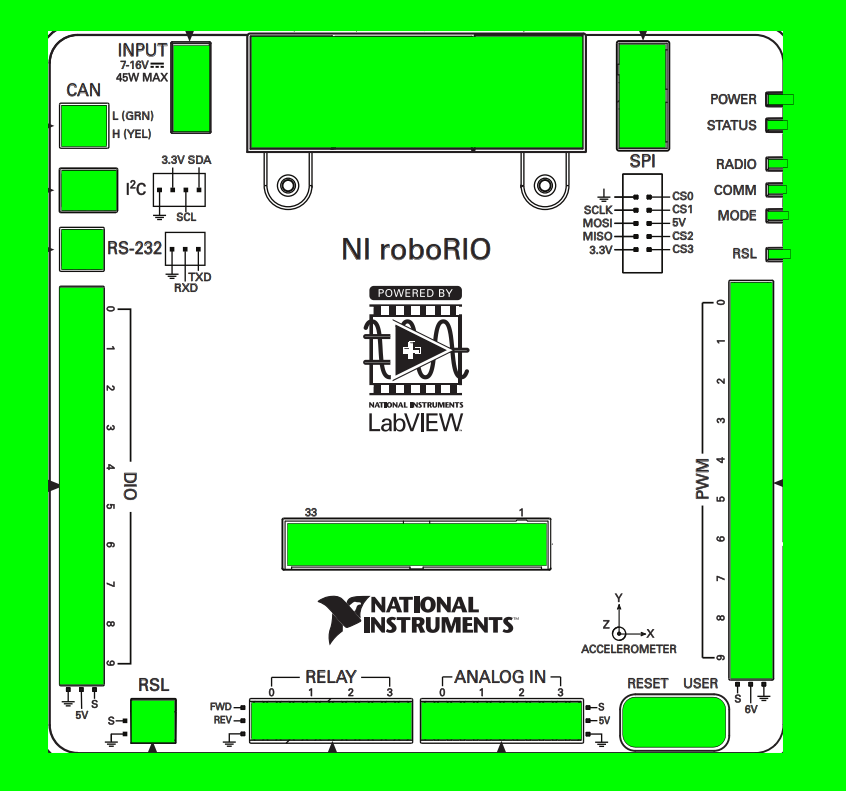 INPUT
7-16V
45W MAX
CAN
L (GRN)
H (YEL)
3.3V SDA
I²C
SCL
RS-232
TXD
RXD
SPI
CS0
SCLK CS1
MOSI 5V
MISO CS2
3.3V CS3
POWER
STATUS
RADIO
COMM
MODE
RSL
NI roboRIO
POWERED BY
NATIONAL INSTRUMENTS
LabVIEW
0
1
2
3
4
5
6
7
8
9
DIO
S
5V
0
1
2
3
4
5
6
7
8
9
PWM
S
6V
33 1
NATIONAL
INSTRUMENTS
Y
Z X
ACCELEROMETER
RSL
S
RELAY
0 1 2 3
FWD
REV
ANALOG IN
0 1 2 3
S
5V
RESET USER